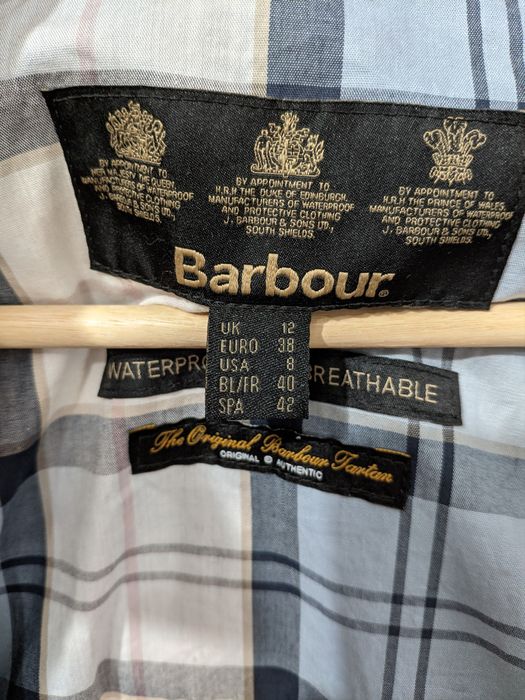 BY APPOINTMENT TO
HER MAJESTY THE QUEEN
MANUFACTURERS OF WATERPROOF
AND PROTECTIVE CLOTHING
J. BARBOUR & SONS LTD.,
SOUTH SHIELDS.
BY APPOINTMENT TO
H.R.H THE DUKE OF EDINBURGH.
MANUFACTURERS OF WATERPROOF
AND PROTECTIVE CLOTHING
J. BARBOUR & SONS LTD.,
SOUTH SHIELDS.
BY APPOINTMENT TO
H.R.H THE PRINCE OF WALES.
MANUFACTURERS OF WATERPROOF
AND PROTECTIVE CLOTHING
J. BARBOUR & SONS LTD.,
SOUTH SHIELDS.
Barbour®
UK 12
EURO 38
USA 8
BL/FR 40
SPA 42
WATERPR BREATHABLE
The Original Barbour Tartan
ORIGINAL AUTHENTIC